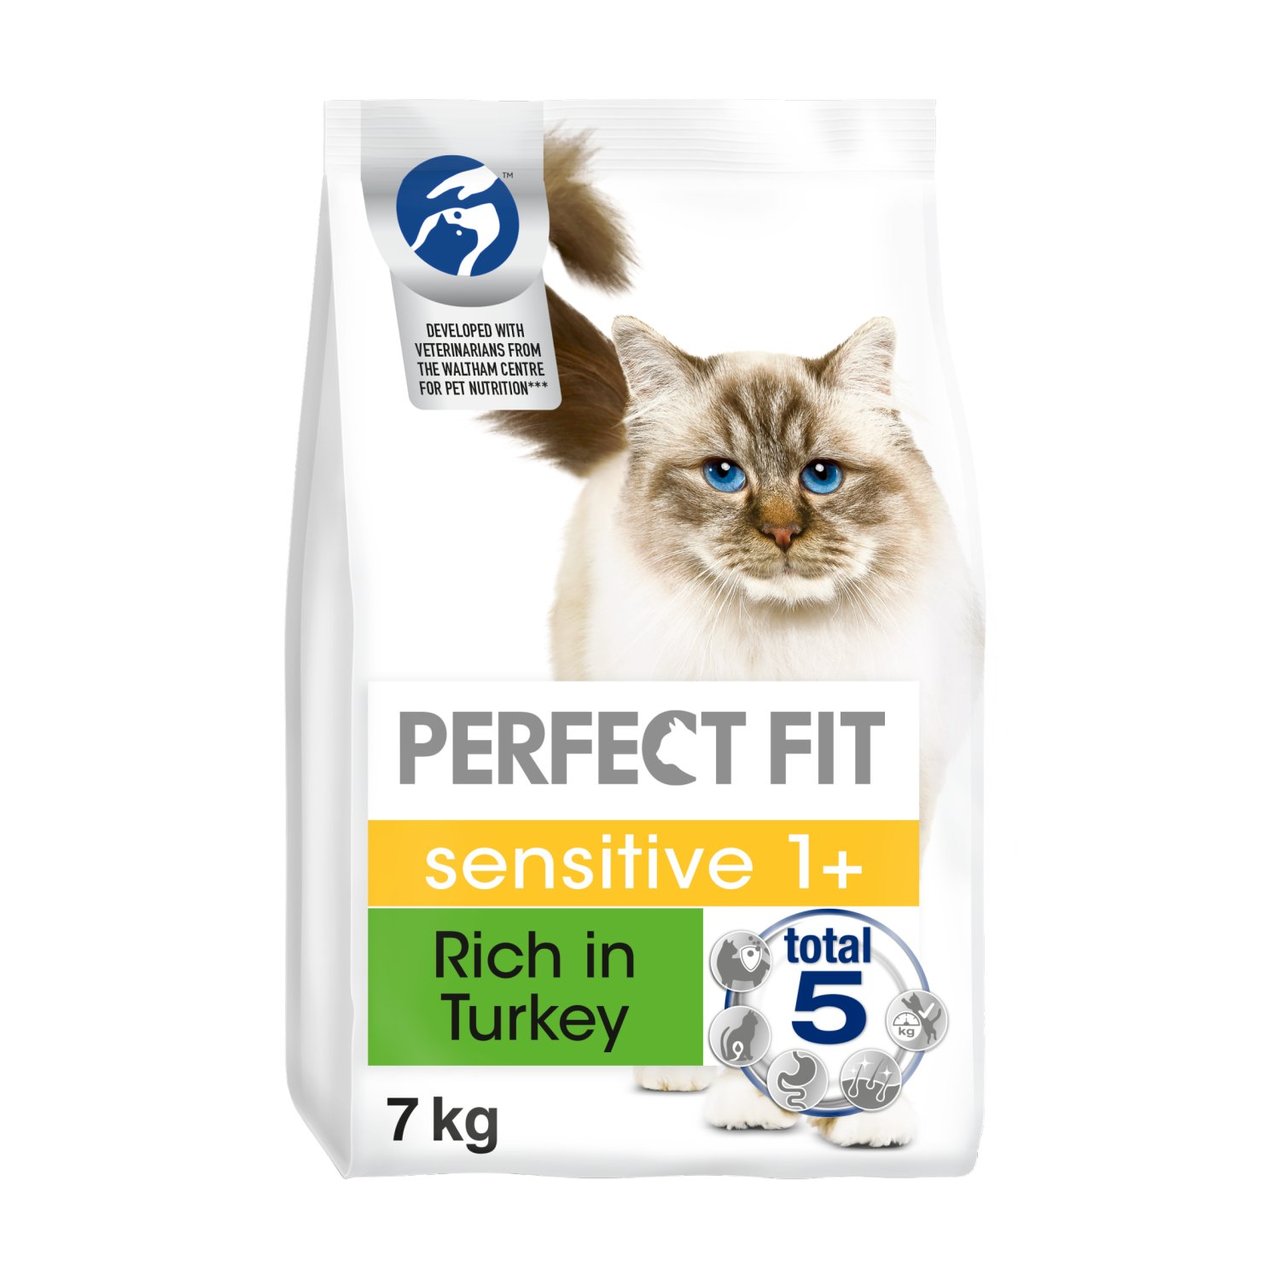 TM
DEVELOPED WITH
VETERINARIANS FROM
THE WALTHAM CENTRE
FOR PET NUTRITION***
PERFECT FIT
sensitive 1+
Rich in
Turkey
total
5
kg
7 kg